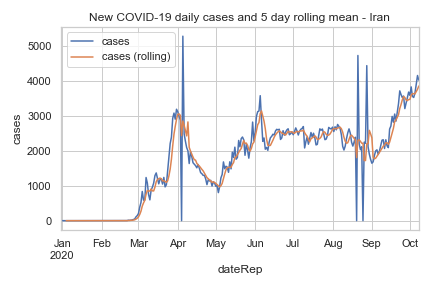 New COVID-19 daily cases and 5 day rolling mean - Iran
cases
cases (rolling)
5000
4000
3000
2000
1000
0
cases
Jan Feb Mar Apr May Jun Jul Aug Sep Oct
2020
dateRep